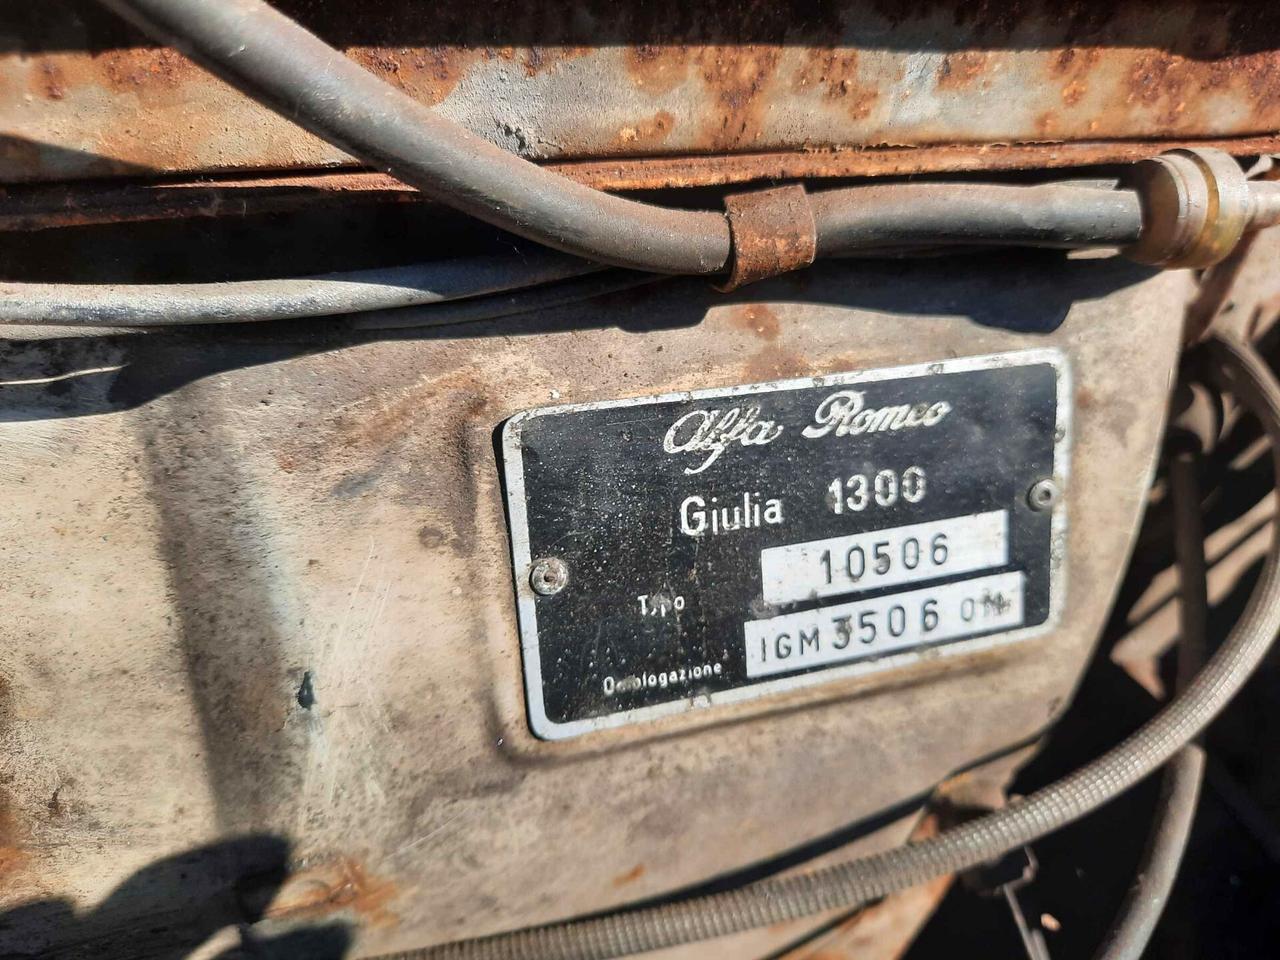 Alfa Romeo
Giulia 1300
Tipo 10506
Omologazione IGM 3506 OM